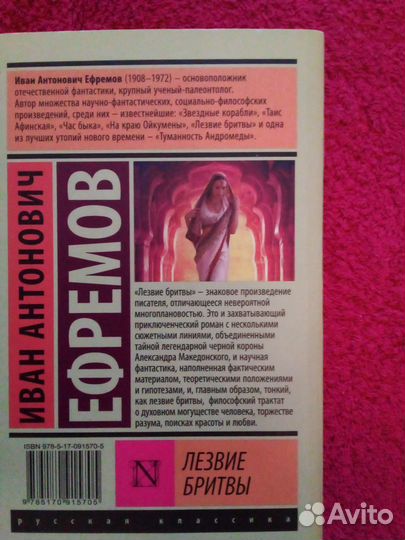 Иван Антонович Ефремов (1908–1972) – основоположник
отечественной фантастики, крупный ученый-палеонтолог.
Автор множества научно-фантастических, социально-философских
произведений, среди них – известнейшие: «Звездные корабли», «Таис
Афинская», «Час быка», «На краю Ойкумены», «Лезвие бритвы» и одна
из лучших утопий нового времени – «Туманность Андромеды».
ИВАН АНТОНОВИЧ
ЕФРЕМОВ
«Лезвие бритвы» – знаковое произведение
писателя, отличающееся невероятной
многоплановостью. Это и захватывающий
приключенческий роман с несколькими
сюжетными линиями, объединенными
тайной легендарной черной короны
Александра Македонского, и научная
фантастика, наполненная фактическим
материалом, теоретическими положениями
и гипотезами, и, главным образом, тонкий,
как лезвие бритвы, философский трактат
о духовном могуществе человека, торжестве
разума, поисках красоты и любви.
ISBN 978-5-17-091570-5
9 785170 915705
N
ЛЕЗВИЕ
БРИТВЫ
русская классика
Avito